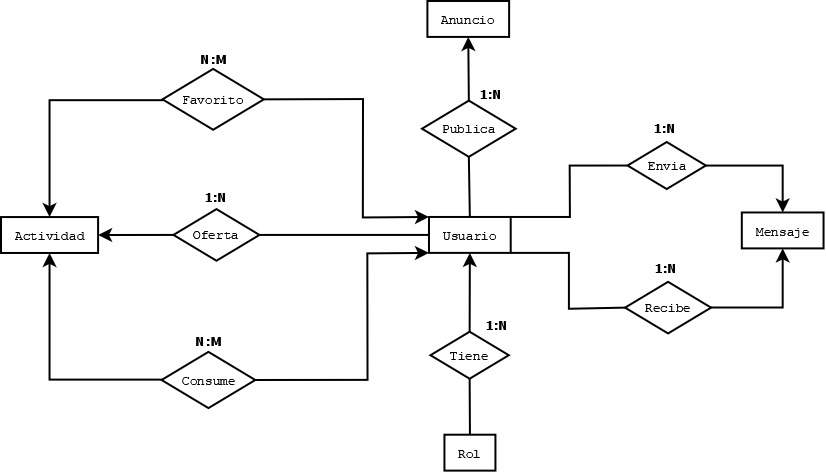 Anuncio
N:M
Favorito
1:N
Publica
1:N
Envia
1:N
Oferta
Actividad
Usuario
Mensaje
1:N
Recibe
1:N
Tiene
N:M
Consume
Rol